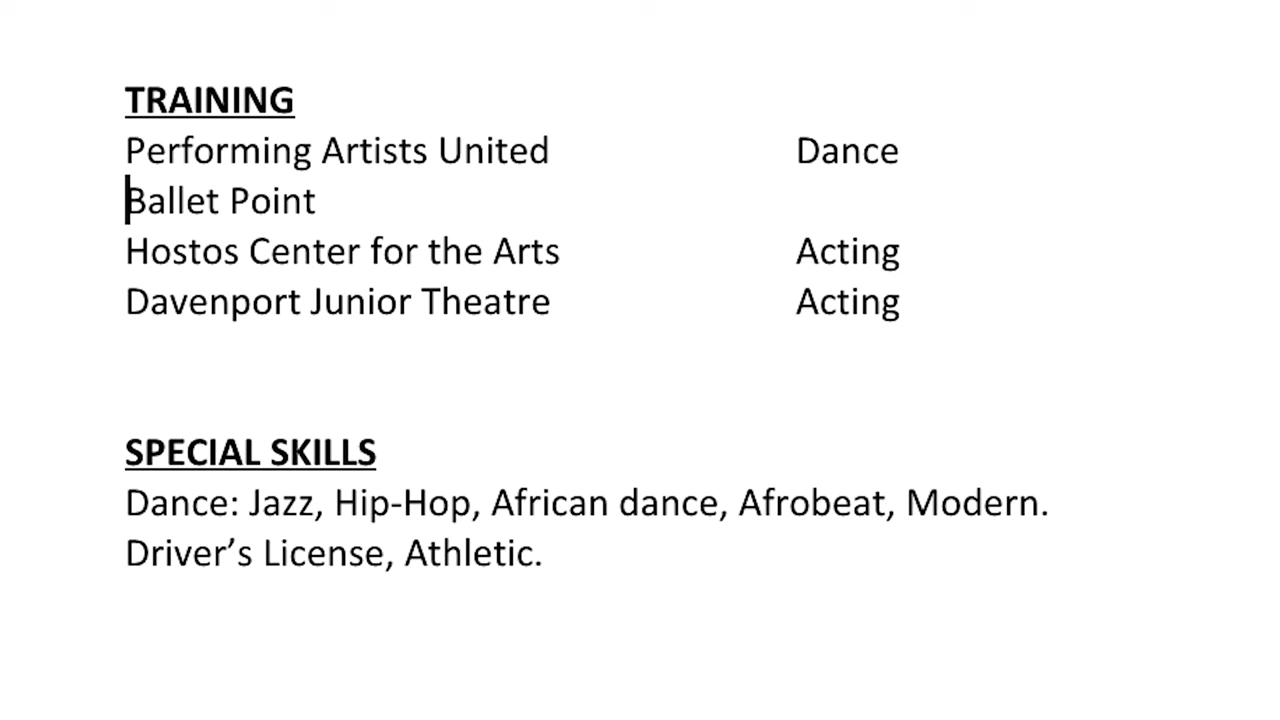 TRAINING
Performing Artists United Dance
Ballet Point
Hostos Center for the Arts Acting
Davenport Junior Theatre Acting
SPECIAL SKILLS
Dance: Jazz, Hip-Hop, African dance, Afrobeat, Modern.
Driver’s License, Athletic.